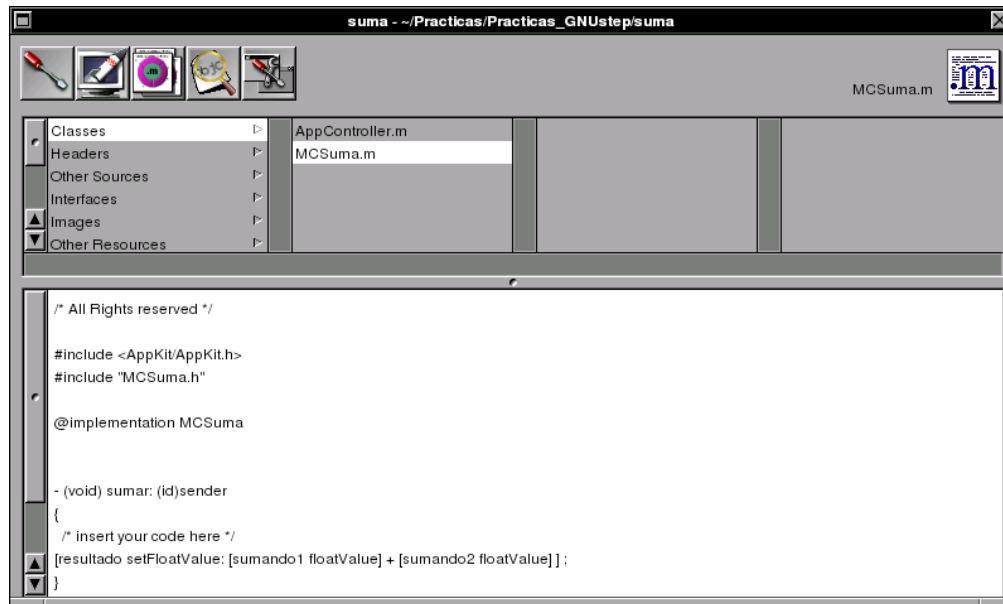 suma - ~/Practicas/Practicas_GNUstep/suma
.m
bjc
MCSuma.m
.m
Classes
AppController.m
Headers
MCSuma.m
Other Sources
Interfaces
Images
Other Resources
/* All Rights reserved */
#include <AppKit/AppKit.h>
#include "MCSuma.h"
@implementation MCSuma
- (void) sumar: (id)sender
{
/* insert your code here */
[resultado setFloatValue: [sumando1 floatValue] + [sumando2 floatValue] ] ;
}